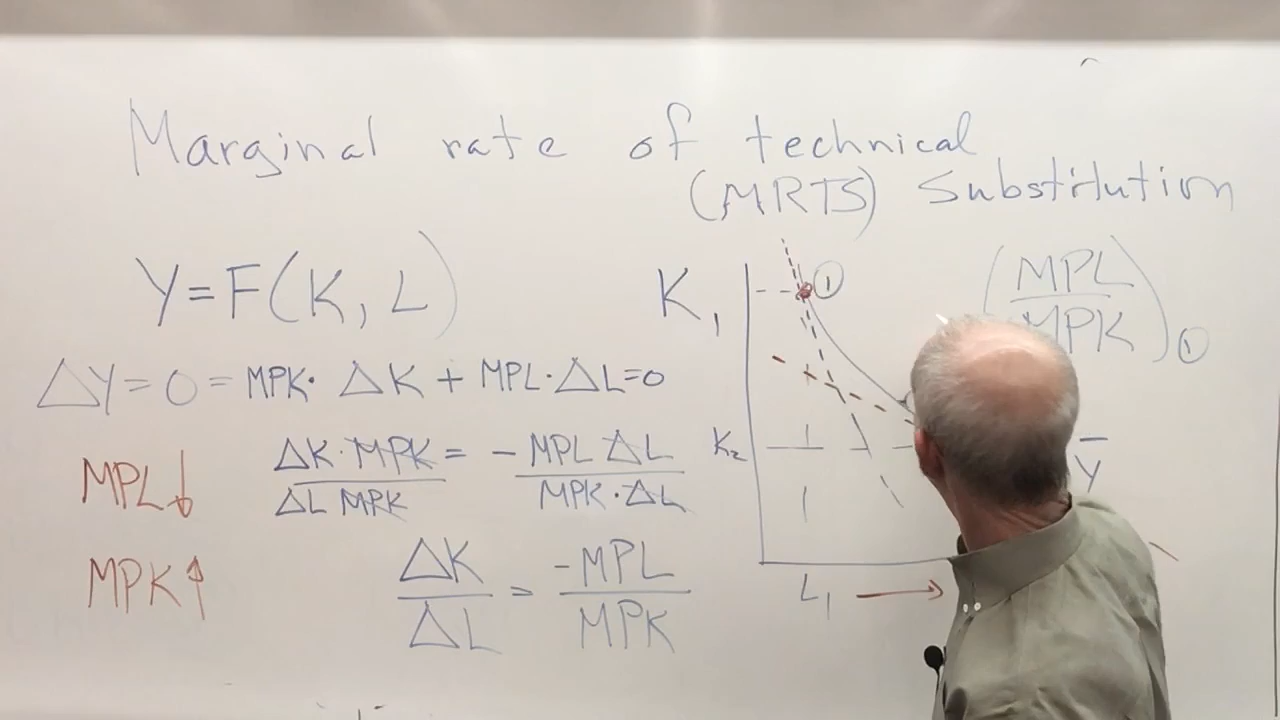 Marginal rate of technical
(MRTS) Substitution
Y=F(K, L)
ΔY=0= MPK· ΔK + MPL·ΔL=0
MPL↓
ΔK·MPK = - MPL ΔL
ΔL MPK MPK·ΔL
MPK↑
ΔK = -MPL
ΔL MPK
K1
①
(MPL
MPK)①
K2
Ȳ
L1 →